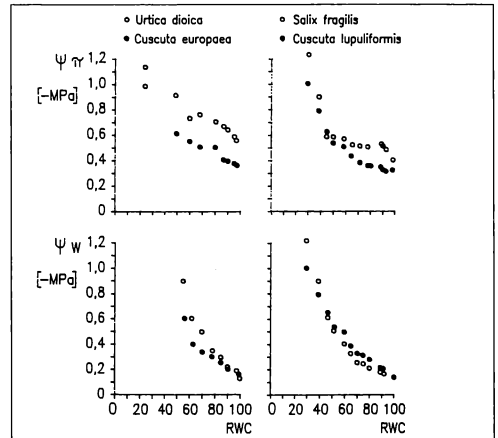 ○ Urtica dioica ○ Salix fragilis
● Cuscuta europaea ● Cuscuta lupuliformis
Ψπ
[-MPa]
1,2 1,0 0,8 0,6 0,4 0,2 0
Ψw
[-MPa]
1,2 1,0 0,8 0,6 0,4 0,2 0
0 20 40 60 80 100 0 20 40 60 80 100
RWC RWC